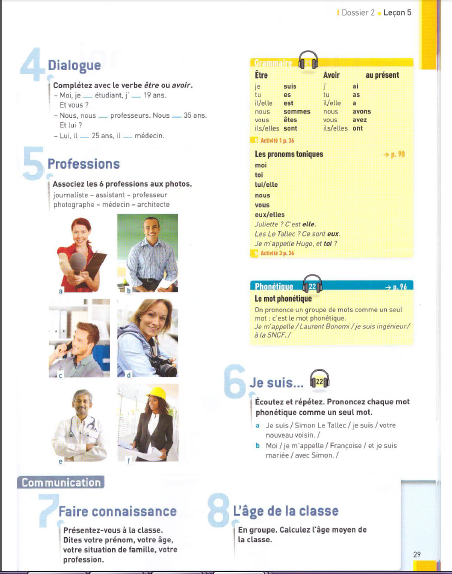 Dossier 2 Leçon 5
4 Dialogue
Complétez avec le verbe être ou avoir.
– Moi, je ___ étudiant, j' ___ 19 ans.
Et vous ?
– Nous, nous ___ professeurs. Nous ___ 35 ans.
Et lui ?
– Lui, il ___ 25 ans, il ___ médecin.
5 Professions
Associez les 6 professions aux photos.
journaliste – assistant – professeur
photographe – médecin – architecte
a
b
c
d
e
f
Grammaire
Être Avoir au présent
je suis j' ai
tu es tu as
il/elle est il/elle a
nous sommes nous avons
vous êtes vous avez
ils/elles sont ils/elles ont
Activité 1 p. 36
Les pronoms toniques → p. 98
moi
toi
lui/elle
nous
vous
eux/elles
Juliette ? C'est elle.
Les Le Tallec ? Ce sont eux.
Je m'appelle Hugo, et toi ?
Activité 3 p. 36
Phonétique 22 → p. 96
Le mot phonétique
On prononce un groupe de mots comme un seul
mot : c'est le mot phonétique.
Je m'appelle / Laurent Bonomi / je suis ingénieur /
à la SNCF. /
6 Je suis... 22
Écoutez et répétez. Prononcez chaque mot
phonétique comme un seul mot.
a Je suis / Simon Le Tallec / je suis / votre
nouveau voisin. /
b Moi / je m'appelle / Françoise / et je suis
mariée / avec Simon. /
Communication
7 Faire connaissance
Présentez-vous à la classe.
Dites votre prénom, votre âge,
votre situation de famille, votre
profession.
8 L'âge de la classe
En groupe. Calculez l'âge moyen de
la classe.
29